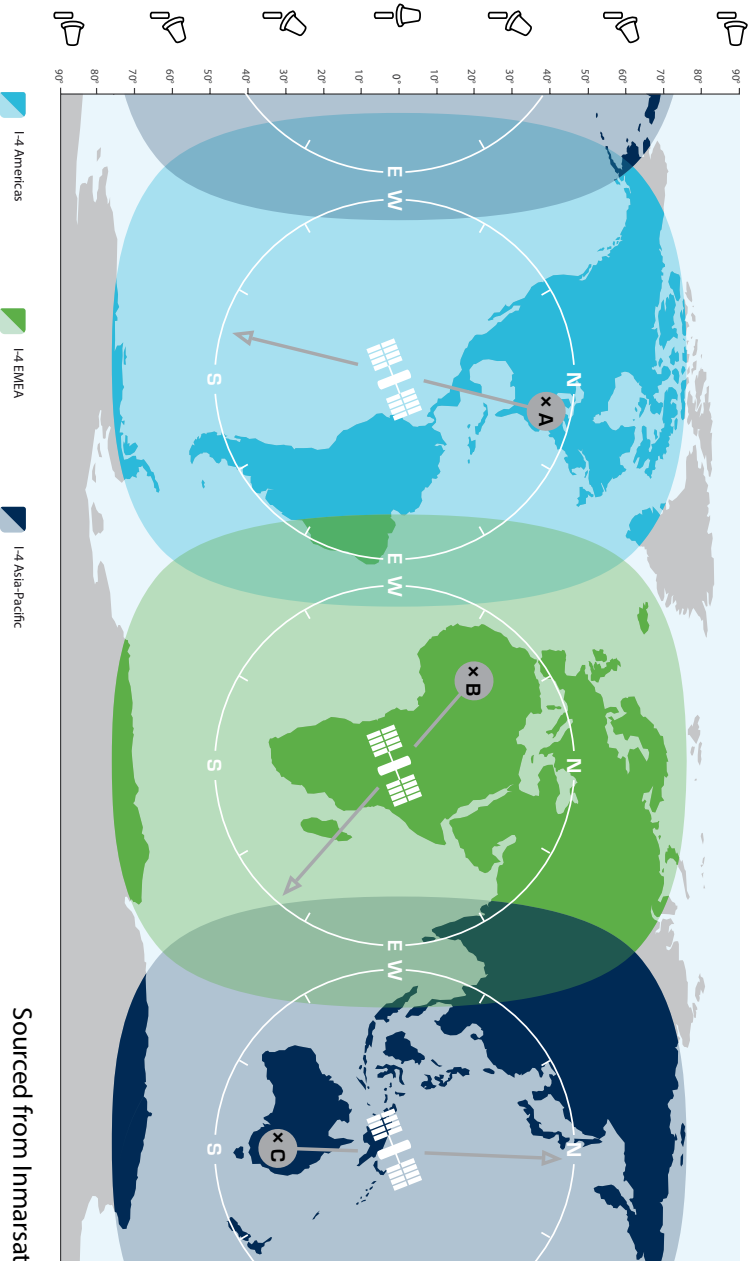 90°
80°
70°
60°
50°
40°
30°
20°
10°
0°
10°
20°
30°
40°
50°
60°
70°
80°
90°
N N N
× A
× B
E W E W E W
× C
S S S
I-4 Americas I-4 EMEA I-4 Asia-Pacific
Sourced from Inmarsat